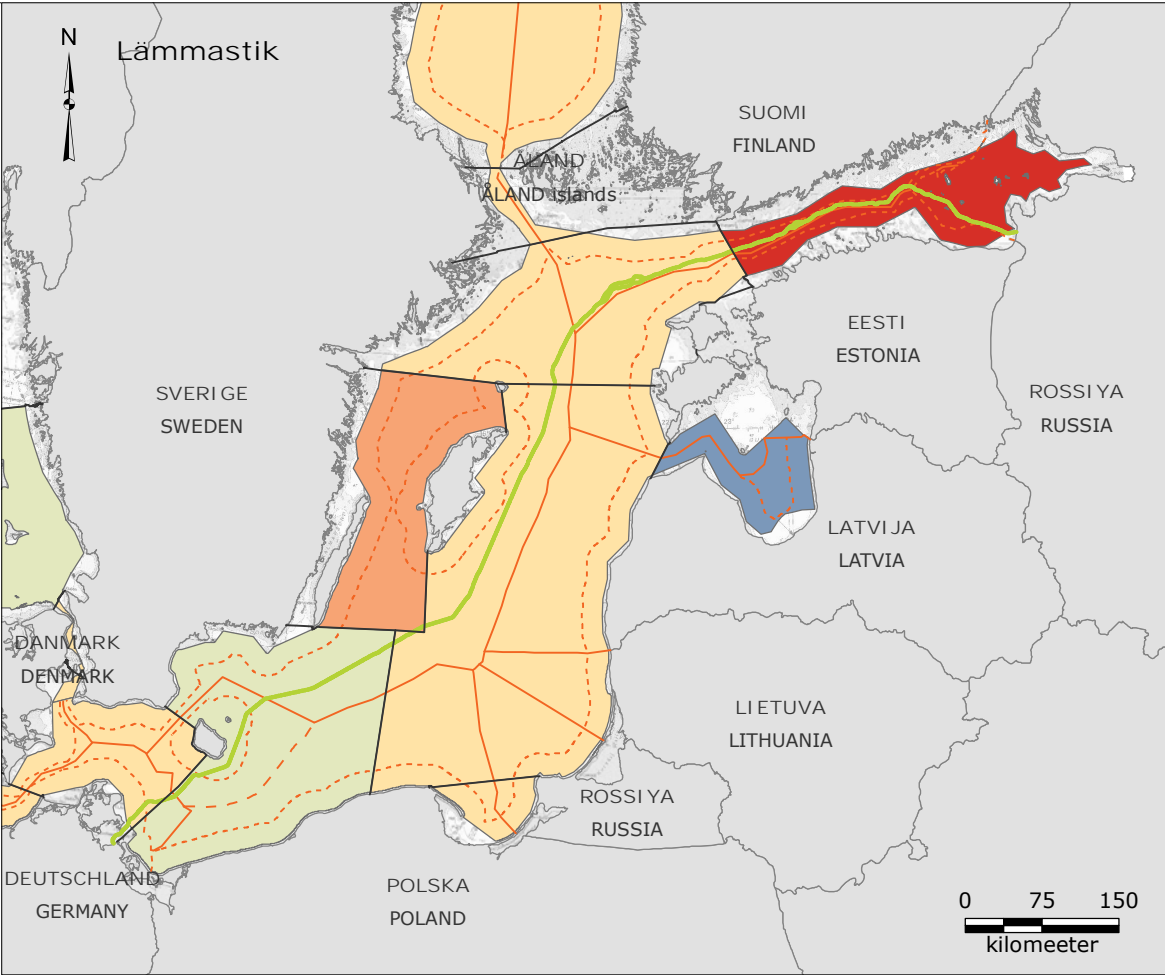 N
Lämmastik
SUOMI
FINLAND
ÅLAND
ÅLAND islands
EESTI
ESTONIA
SVERIGE
SWEDEN
ROSSIYA
RUSSIA
LATVIJA
LATVIA
DANMARK
DENMARK
LIETUVA
LITHUANIA
ROSSIYA
RUSSIA
DEUTSCHLAND
GERMANY
POLSKA
POLAND
0 75 150
kilomeeter